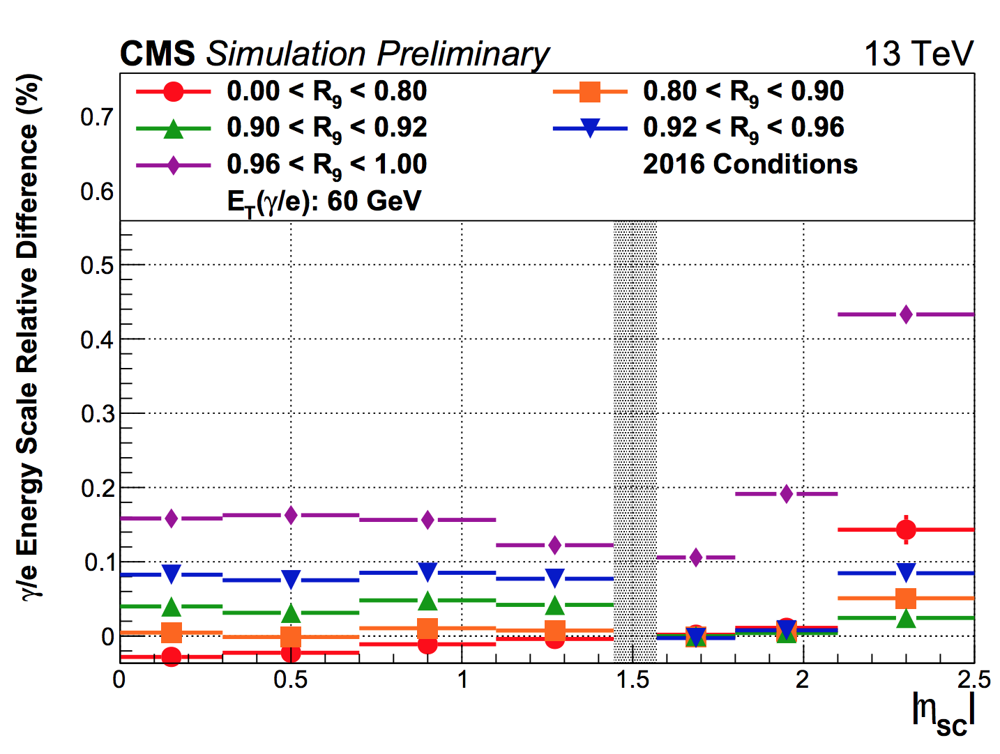 CMS Simulation Preliminary 13 TeV
0.00 < R9 < 0.80 0.80 < R9 < 0.90
0.90 < R9 < 0.92 0.92 < R9 < 0.96
0.96 < R9 < 1.00 2016 Conditions
ET(γ/e): 60 GeV
γ/e Energy Scale Relative Difference (%)
0.7
0.6
0.5
0.4
0.3
0.2
0.1
0
0 0.5 1 1.5 2 2.5
|ηSC|